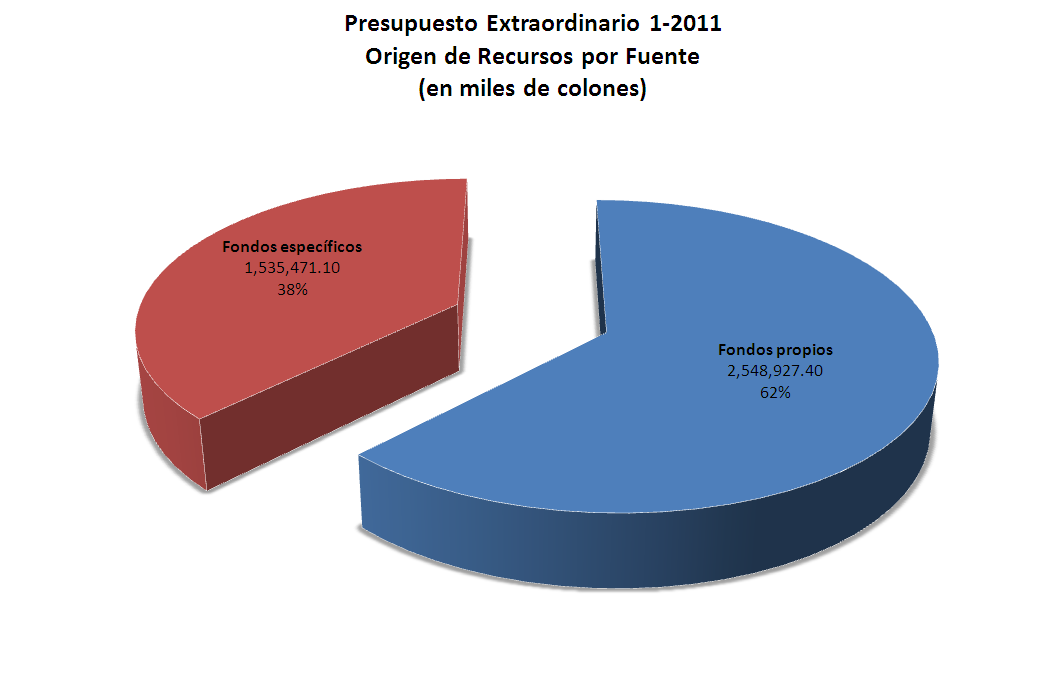 Presupuesto Extraordinario 1-2011
Origen de Recursos por Fuente
(en miles de colones)
Fondos específicos
1,535,471.10
38%
Fondos propios
2,548,927.40
62%